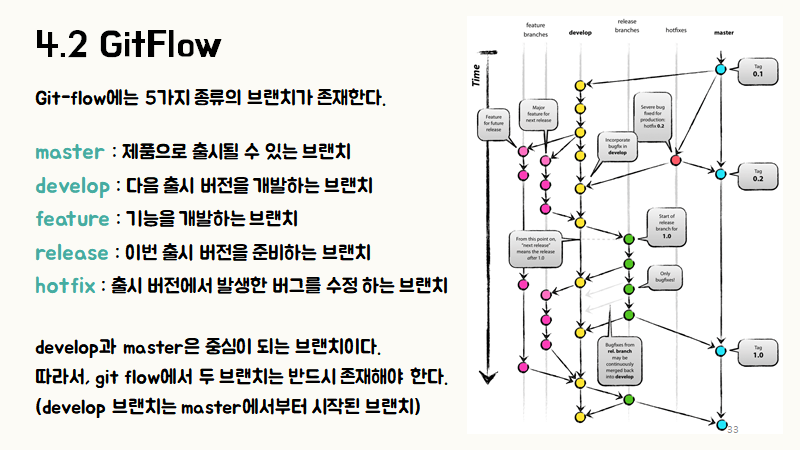 4.2 GitFlow
Git-flow에는 5가지 종류의 브랜치가 존재한다.
master : 제품으로 출시될 수 있는 브랜치
develop : 다음 출시 버전을 개발하는 브랜치
feature : 기능을 개발하는 브랜치
release : 이번 출시 버전을 준비하는 브랜치
hotfix : 출시 버전에서 발생한 버그를 수정 하는 브랜치
develop과 master은 중심이 되는 브랜치이다.
따라서, git flow에서 두 브랜치는 반드시 존재해야 한다.
(develop 브랜치는 master에서부터 시작된 브랜치)
feature
branches
develop
release
branches
hotfixes
master
Time
Tag
0.1
Feature
for future
release
Major
feature for
next release
Severe bug
fixed for
production:
hotfix 0.2
Incorporate
bugfix in
develop
Tag
0.2
Start of
release
branch for
1.0
From this point on,
"next release"
means the release
after 1.0
Only
bugfixes!
Bugfixes from
rel. branch
may be
continuously
merged back
into develop
Tag
1.0
33